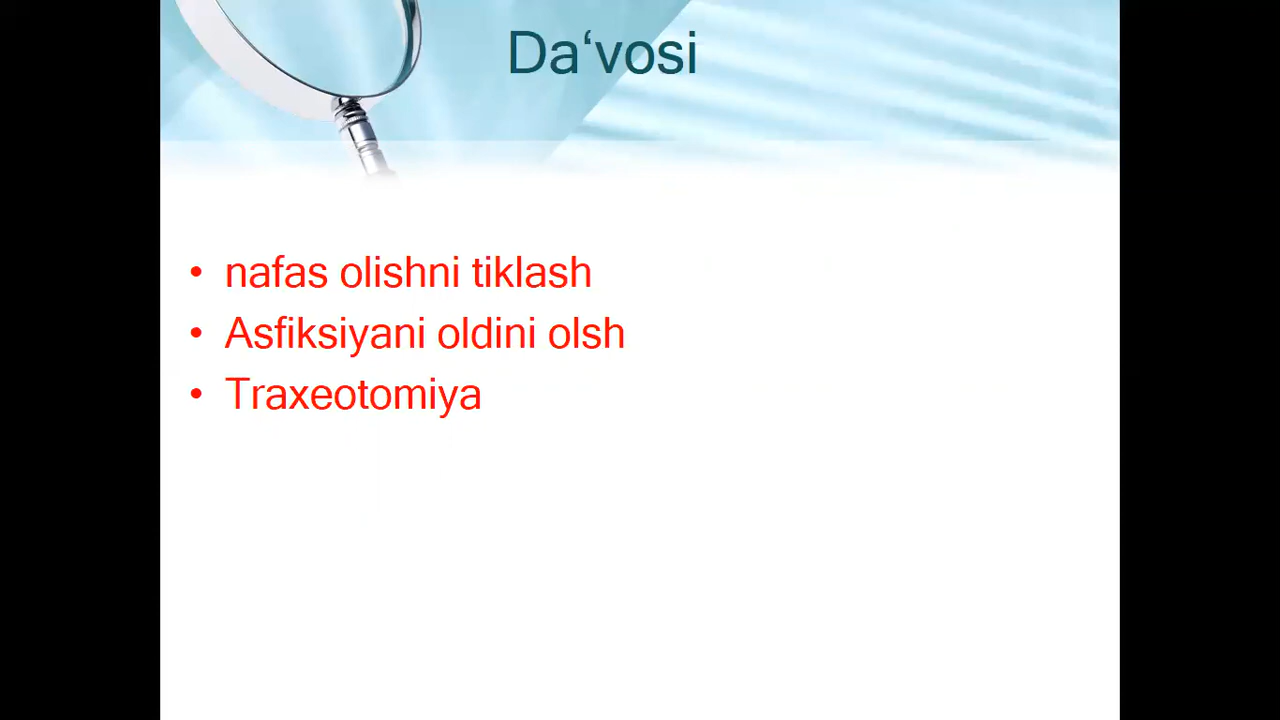 Da‘vosi
• nafas olishni tiklash
• Asfiksiyani oldini olsh
• Traxeotomiya